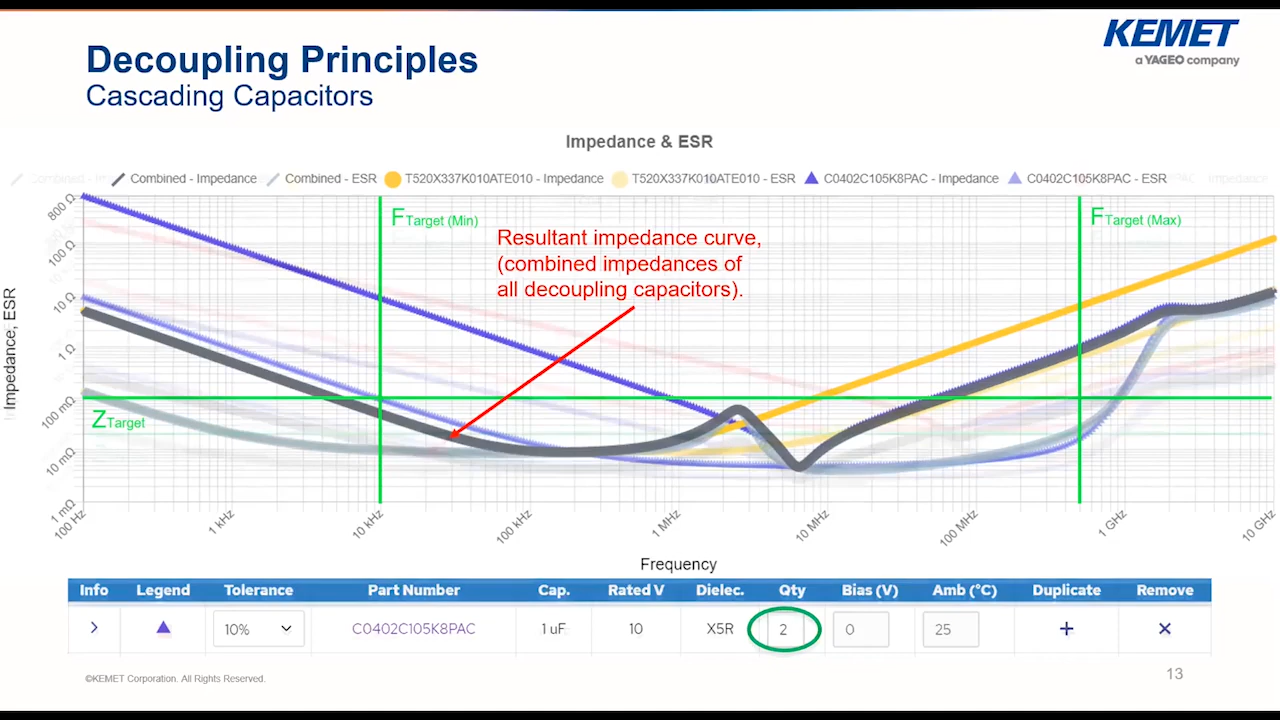 KEMET
a YAGEO company
Decoupling Principles
Cascading Capacitors
Impedance & ESR
Combined - Impedance
Combined - ESR
T520X337K010ATE010 - Impedance
T520X337K010ATE010 - ESR
C0402C105K8PAC - Impedance
C0402C105K8PAC - ESR
FTarget (Min)
FTarget (Max)
Resultant impedance curve,
(combined impedances of
all decoupling capacitors).
ZTarget
Impedance, ESR
800 Ω
100 Ω
10 Ω
1 Ω
100 mΩ
10 mΩ
1 mΩ
100 Hz
1 kHz
10 kHz
100 kHz
1 MHz
10 MHz
100 MHz
1 GHz
10 GHz
Frequency
Info Legend Tolerance Part Number Cap. Rated V Dielec. Qty Bias (V) Amb (°C) Duplicate Remove
10% C0402C105K8PAC 1 uF 10 X5R 2 0 25 + ×
©KEMET Corporation. All Rights Reserved.
13